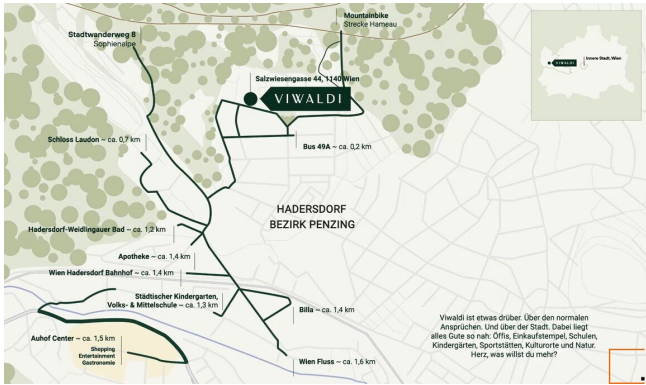 Stadtwanderweg 8
Sophienalpe
Mountainbike
Strecke Hameau
Salzwiesengasse 44, 1140 Wien
VIWALDI
VIWALDI
Innere Stadt, Wien
Schloss Laudon ~ ca. 0,7 km
Bus 49A ~ ca. 0,2 km
HADERSDORF
BEZIRK PENZING
Hadersdorf-Weidlingauer Bad ~ ca. 1,2 km
Apotheke ~ ca. 1,4 km
Wien Hadersdorf Bahnhof ~ ca. 1,4 km
Städtischer Kindergarten,
Volks- & Mittelschule ~ ca. 1,3 km
Billa ~ ca. 1,4 km
Auhof Center ~ ca. 1,5 km
Shopping
Entertainment
Gastronomie
Wien Fluss ~ ca. 1,6 km
Viwaldi ist etwas drüber. Über den normalen
Ansprüchen. Und über der Stadt. Dabei liegt
alles Gute so nah: Öffis, Einkaufstempel, Schulen,
Kindergärten, Sportstätten, Kulturorte und Natur.
Herz, was willst du mehr?